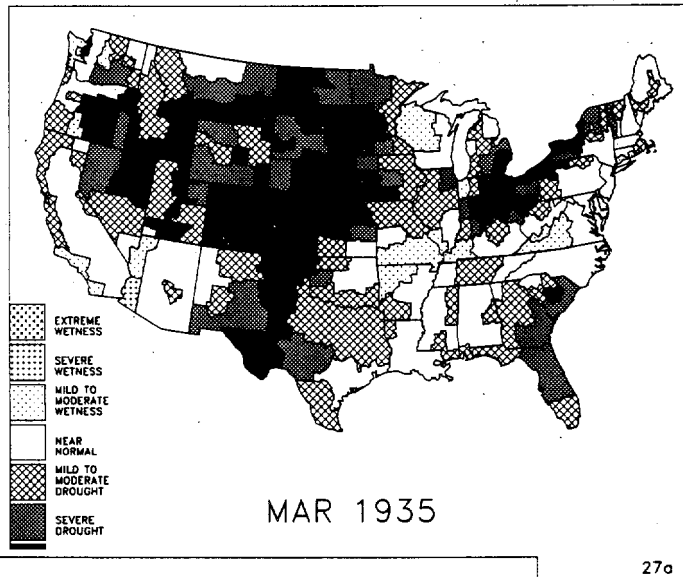 EXTREME
WETNESS
SEVERE
WETNESS
MILD TO
MODERATE
WETNESS
NEAR
NORMAL
MILD TO
MODERATE
DROUGHT
SEVERE
DROUGHT
MAR 1935
27a